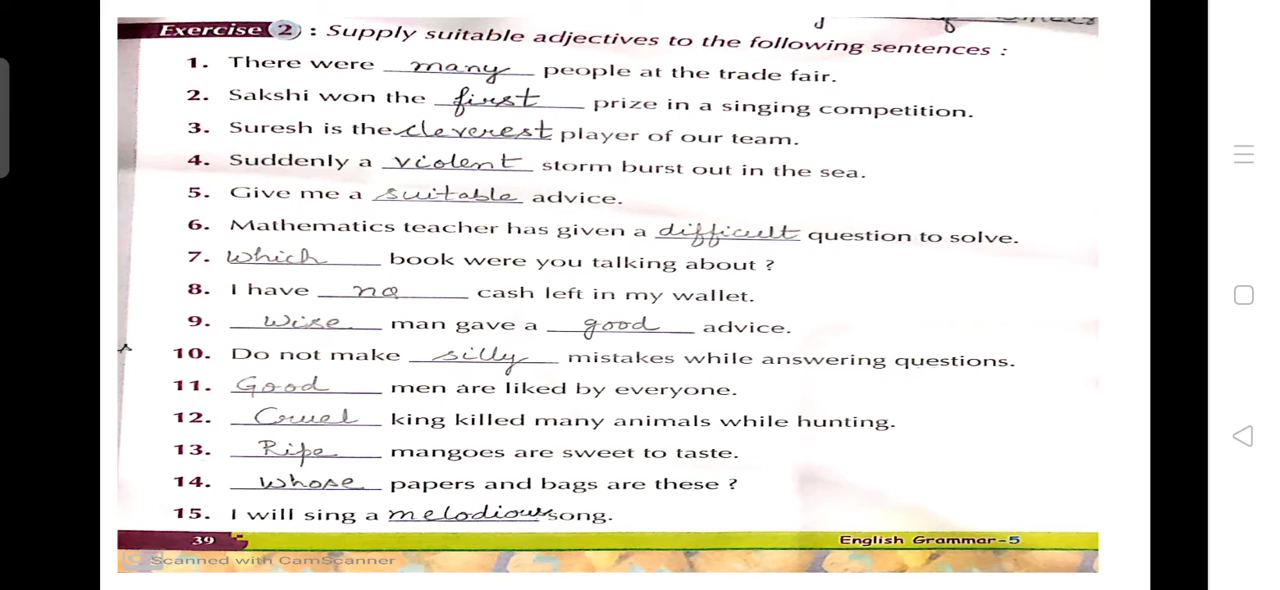 Exercise 2 : Supply suitable adjectives to the following sentences :
1. There were many people at the trade fair.
2. Sakshi won the first prize in a singing competition.
3. Suresh is the cleverest player of our team.
4. Suddenly a violent storm burst out in the sea.
5. Give me a suitable advice.
6. Mathematics teacher has given a difficult question to solve.
7. Which book were you talking about ?
8. I have no cash left in my wallet.
9. Wise man gave a good advice.
10. Do not make silly mistakes while answering questions.
11. Good men are liked by everyone.
12. Cruel king killed many animals while hunting.
13. Ripe mangoes are sweet to taste.
14. Whose papers and bags are these ?
15. I will sing a melodious song.
39 English Grammar-5
Scanned with CamScanner